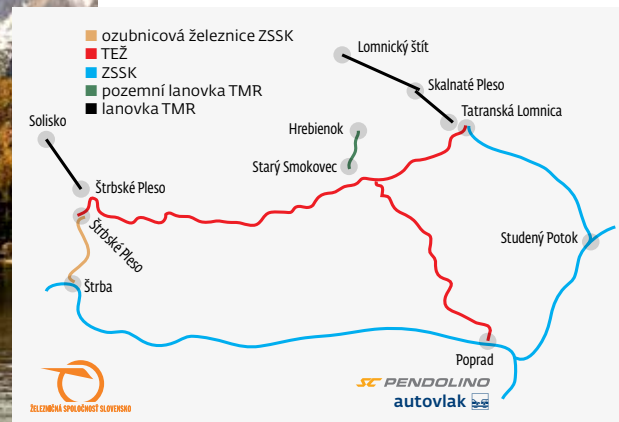 ozubnicová železnice ZSSK
TEŽ
ZSSK
pozemní lanovka TMR
lanovka TMR
Lomnický štít
Skalnaté Pleso
Tatranská Lomnica
Solisko
Hrebienok
Starý Smokovec
Štrbské Pleso
Štrbské Pleso
Studený Potok
Štrba
Poprad
SC PENDOLINO
autovlak
ŽELEZNIČNÁ SPOLOČNOSŤ SLOVENSKO